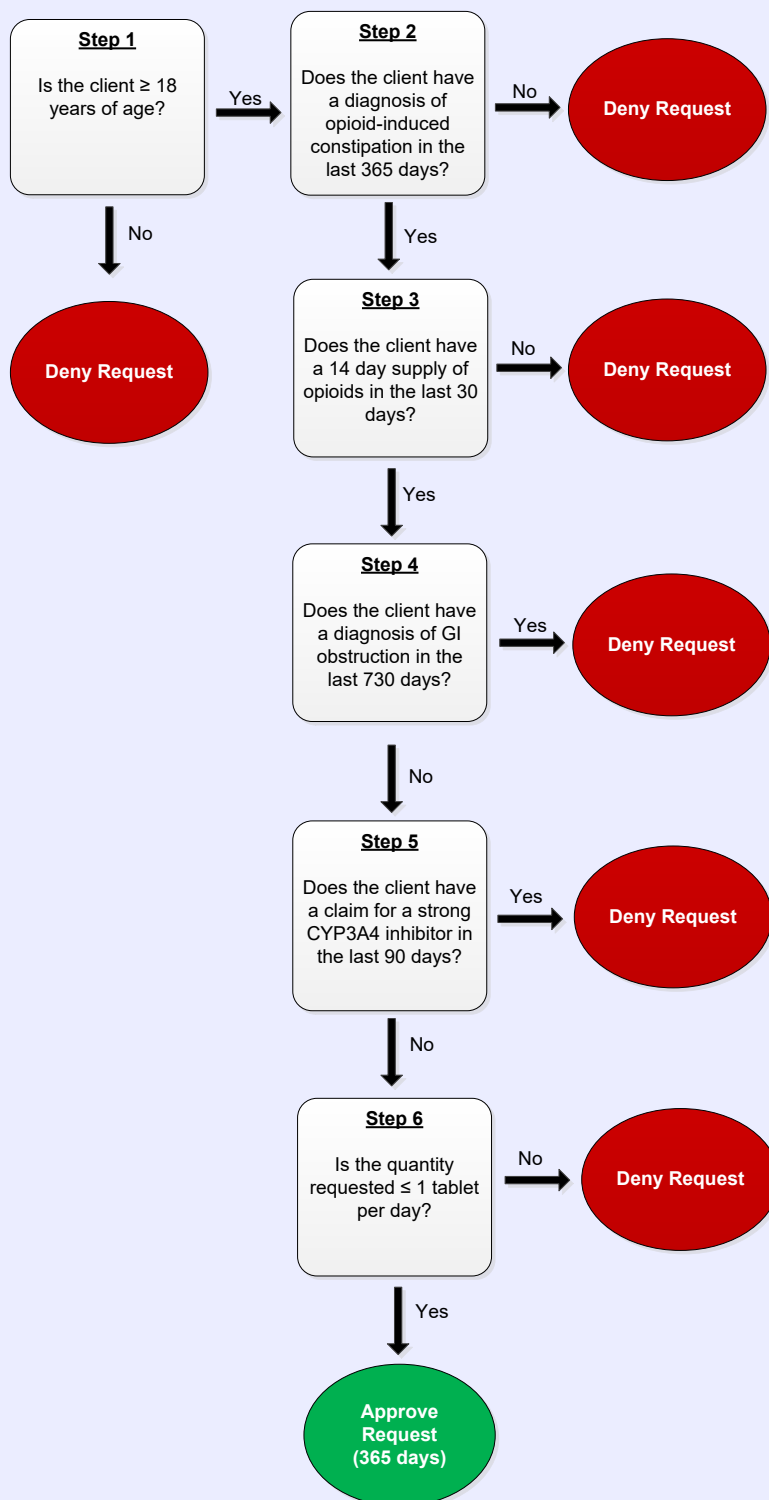 Step 1
Is the client ≥ 18
years of age?
Yes
No
Deny Request
Step 2
Does the client have
a diagnosis of
opioid-induced
constipation in the
last 365 days?
No
Deny Request
Yes
Step 3
Does the client have
a 14 day supply of
opioids in the last 30
days?
No
Deny Request
Yes
Step 4
Does the client have
a diagnosis of GI
obstruction in the
last 730 days?
Yes
Deny Request
No
Step 5
Does the client have
a claim for a strong
CYP3A4 inhibitor in
the last 90 days?
Yes
Deny Request
No
Step 6
Is the quantity
requested ≤ 1 tablet
per day?
No
Deny Request
Yes
Approve
Request
(365 days)